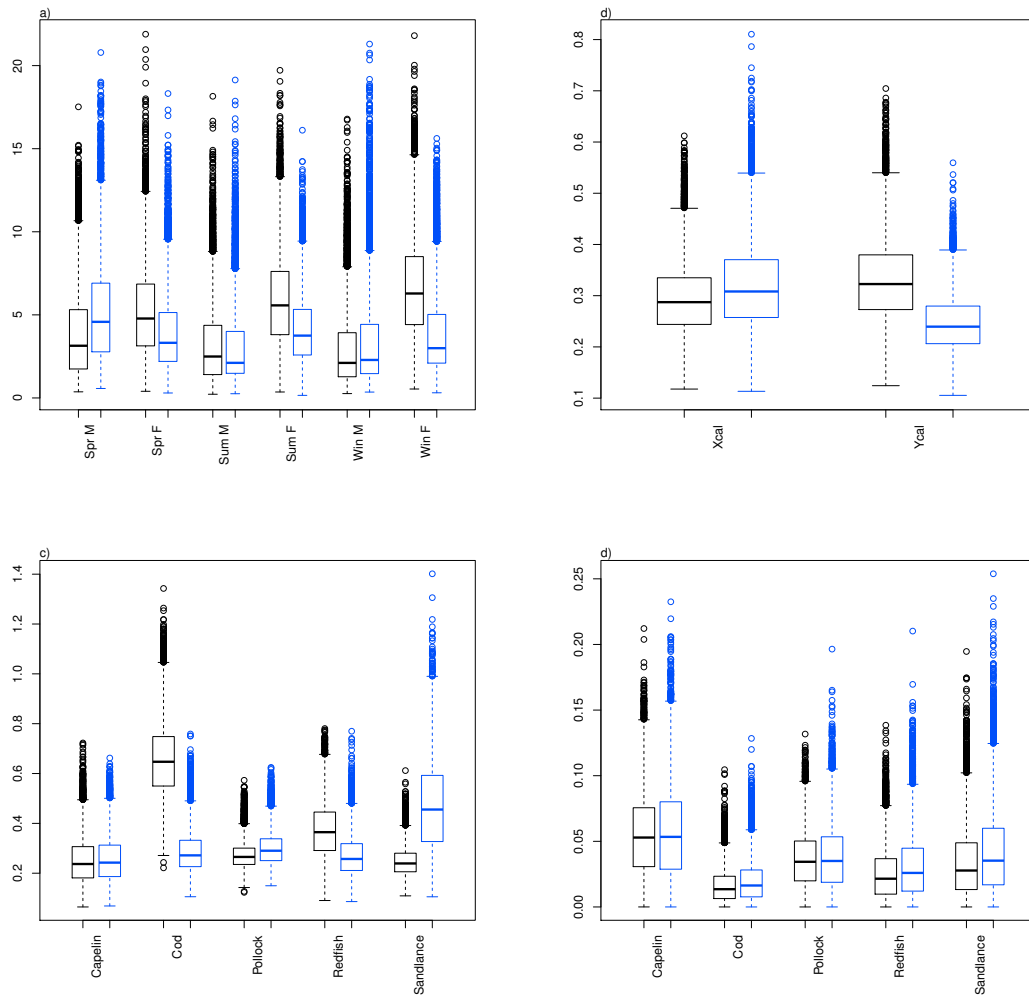 a)
20
15
10
5
0
Spr M
Spr F
Sum M
Sum F
Win M
Win F
d)
0.8
0.7
0.6
0.5
0.4
0.3
0.2
0.1
Xcal
Ycal
c)
1.4
1.2
1.0
0.8
0.6
0.4
0.2
Capelin
Cod
Pollock
Redfish
Sandlance
d)
0.25
0.20
0.15
0.10
0.05
0.00
Capelin
Cod
Pollock
Redfish
Sandlance